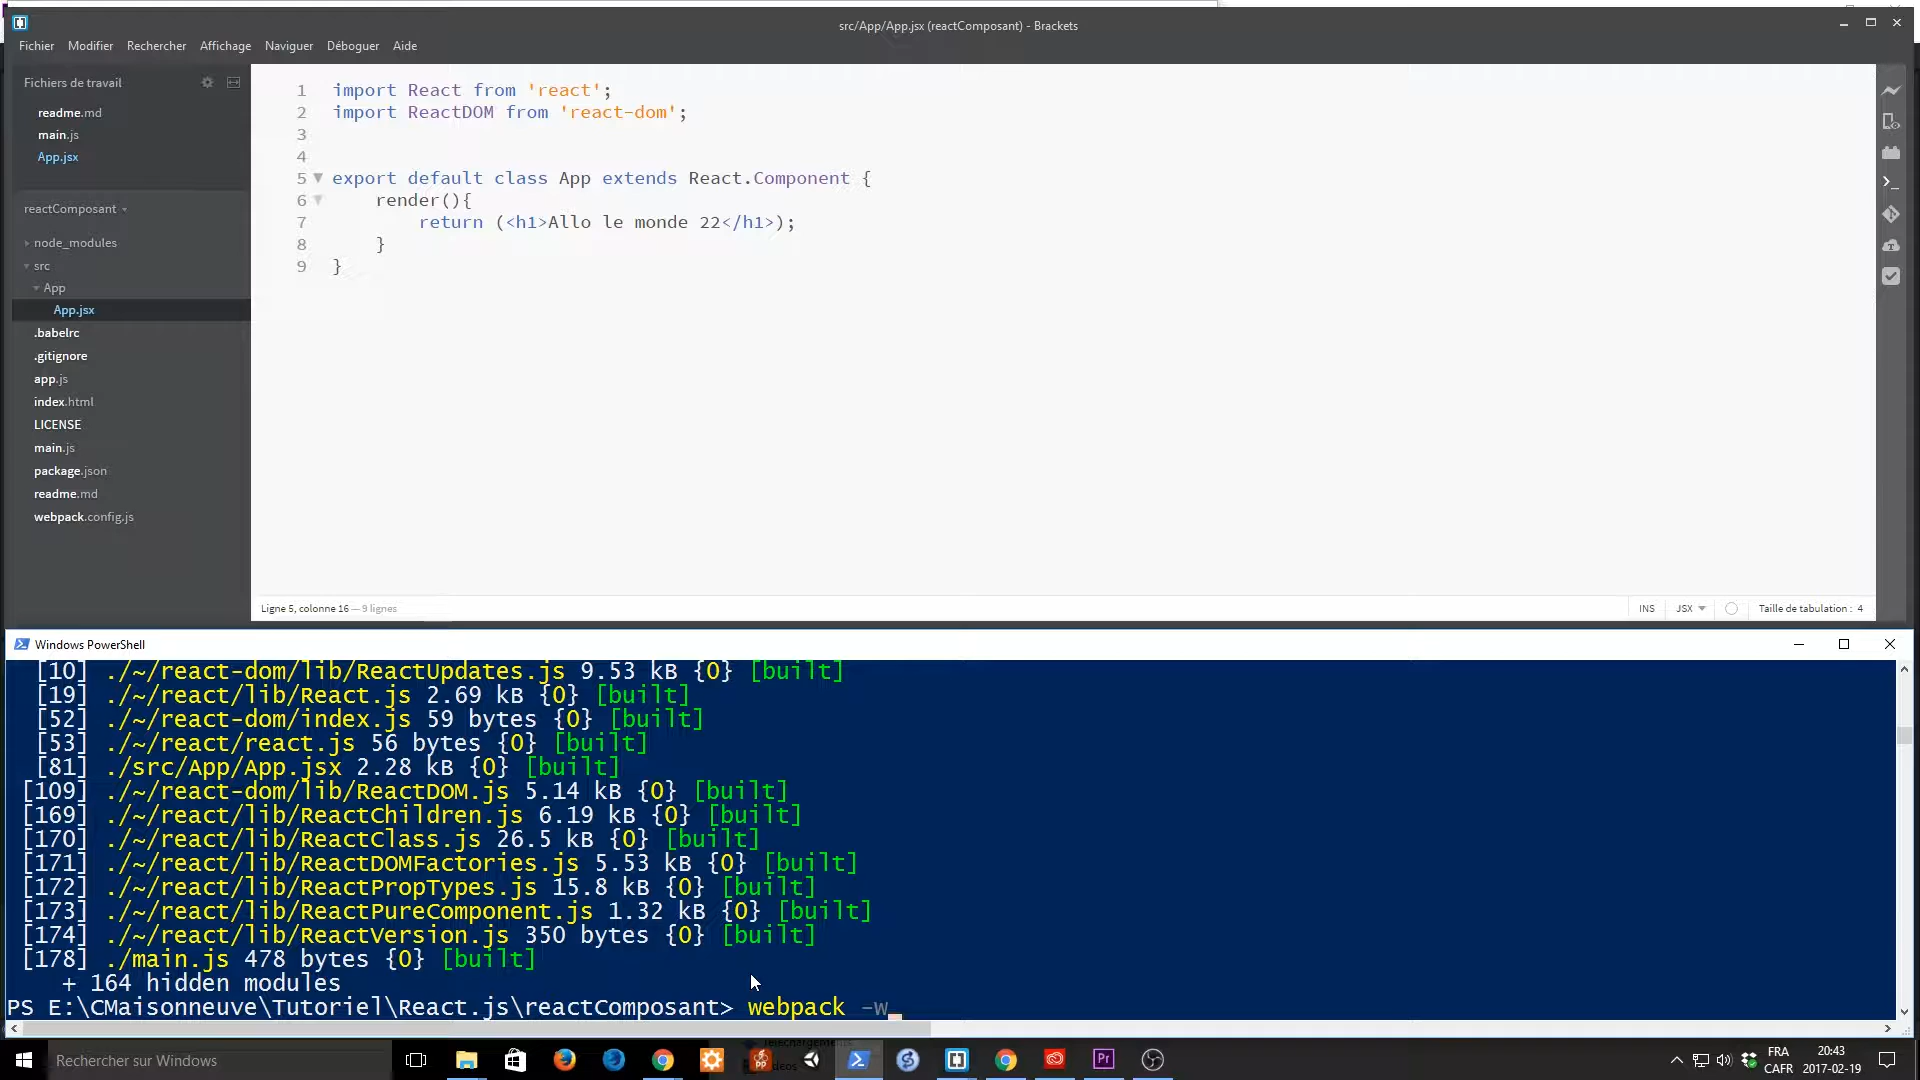 src/App/App.jsx (reactComposant) - Brackets
Fichier Modifier Rechercher Affichage Naviguer Déboguer Aide
Fichiers de travail
readme.md
main.js
App.jsx
reactComposant
node_modules
src
App
App.jsx
.babelrc
.gitignore
app.js
index.html
LICENSE
main.js
package.json
readme.md
webpack.config.js
1 import React from 'react';
2 import ReactDOM from 'react-dom';
3
4
5 export default class App extends React.Component {
6 render(){
7 return (<h1>Allo le monde 22</h1>);
8 }
9 }
Ligne 5, colonne 16 — 9 lignes INS JSX Taille de tabulation : 4
Windows PowerShell
[10] ./~/react-dom/lib/ReactUpdates.js 9.53 kB {0} [built]
[19] ./~/react/lib/React.js 2.69 kB {0} [built]
[52] ./~/react-dom/index.js 59 bytes {0} [built]
[53] ./~/react/react.js 56 bytes {0} [built]
[81] ./src/App/App.jsx 2.28 kB {0} [built]
[109] ./~/react-dom/lib/ReactDOM.js 5.14 kB {0} [built]
[169] ./~/react/lib/ReactChildren.js 6.19 kB {0} [built]
[170] ./~/react/lib/ReactClass.js 26.5 kB {0} [built]
[171] ./~/react/lib/ReactDOMFactories.js 5.53 kB {0} [built]
[172] ./~/react/lib/ReactPropTypes.js 15.8 kB {0} [built]
[173] ./~/react/lib/ReactPureComponent.js 1.32 kB {0} [built]
[174] ./~/react/lib/ReactVersion.js 350 bytes {0} [built]
[178] ./main.js 478 bytes {0} [built]
+ 164 hidden modules
PS E:\CMaisonneuve\Tutoriel\React.js\reactComposant> webpack -w
Rechercher sur Windows
Pr
FRA
CAFR
20:43
2017-02-19